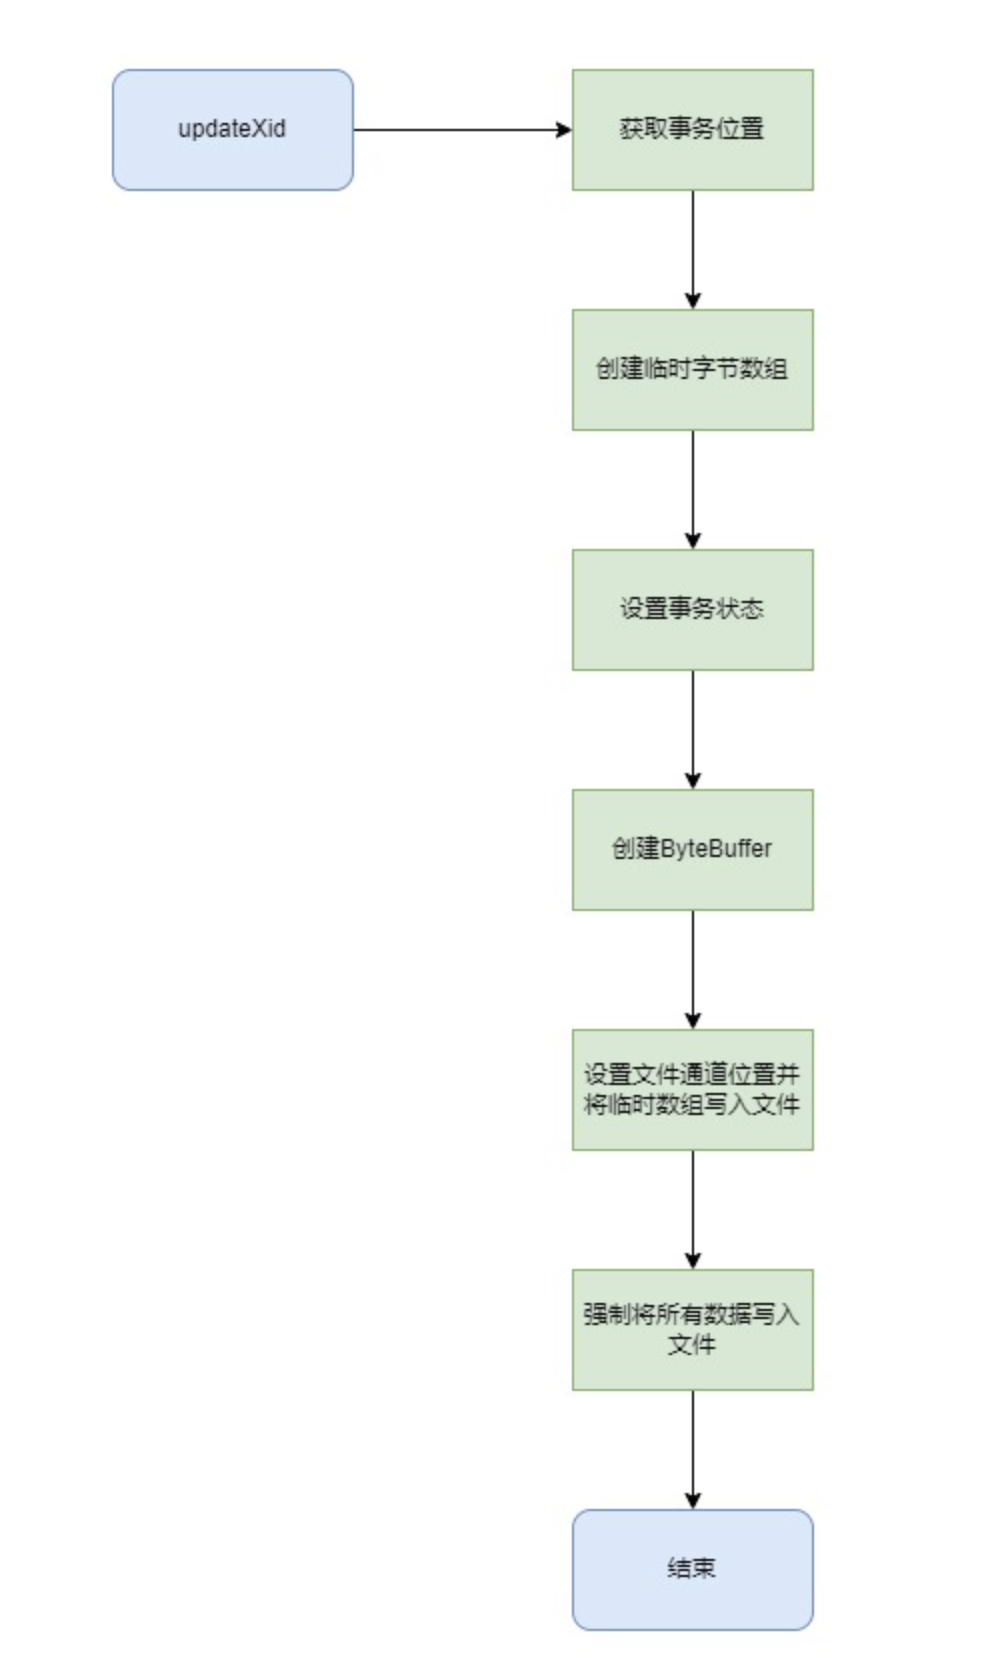 updateXid
获取事务位置
创建临时字节数组
设置事务状态
创建ByteBuffer
设置文件通道位置并
将临时数组写入文件
强制将所有数据写入
文件
结束